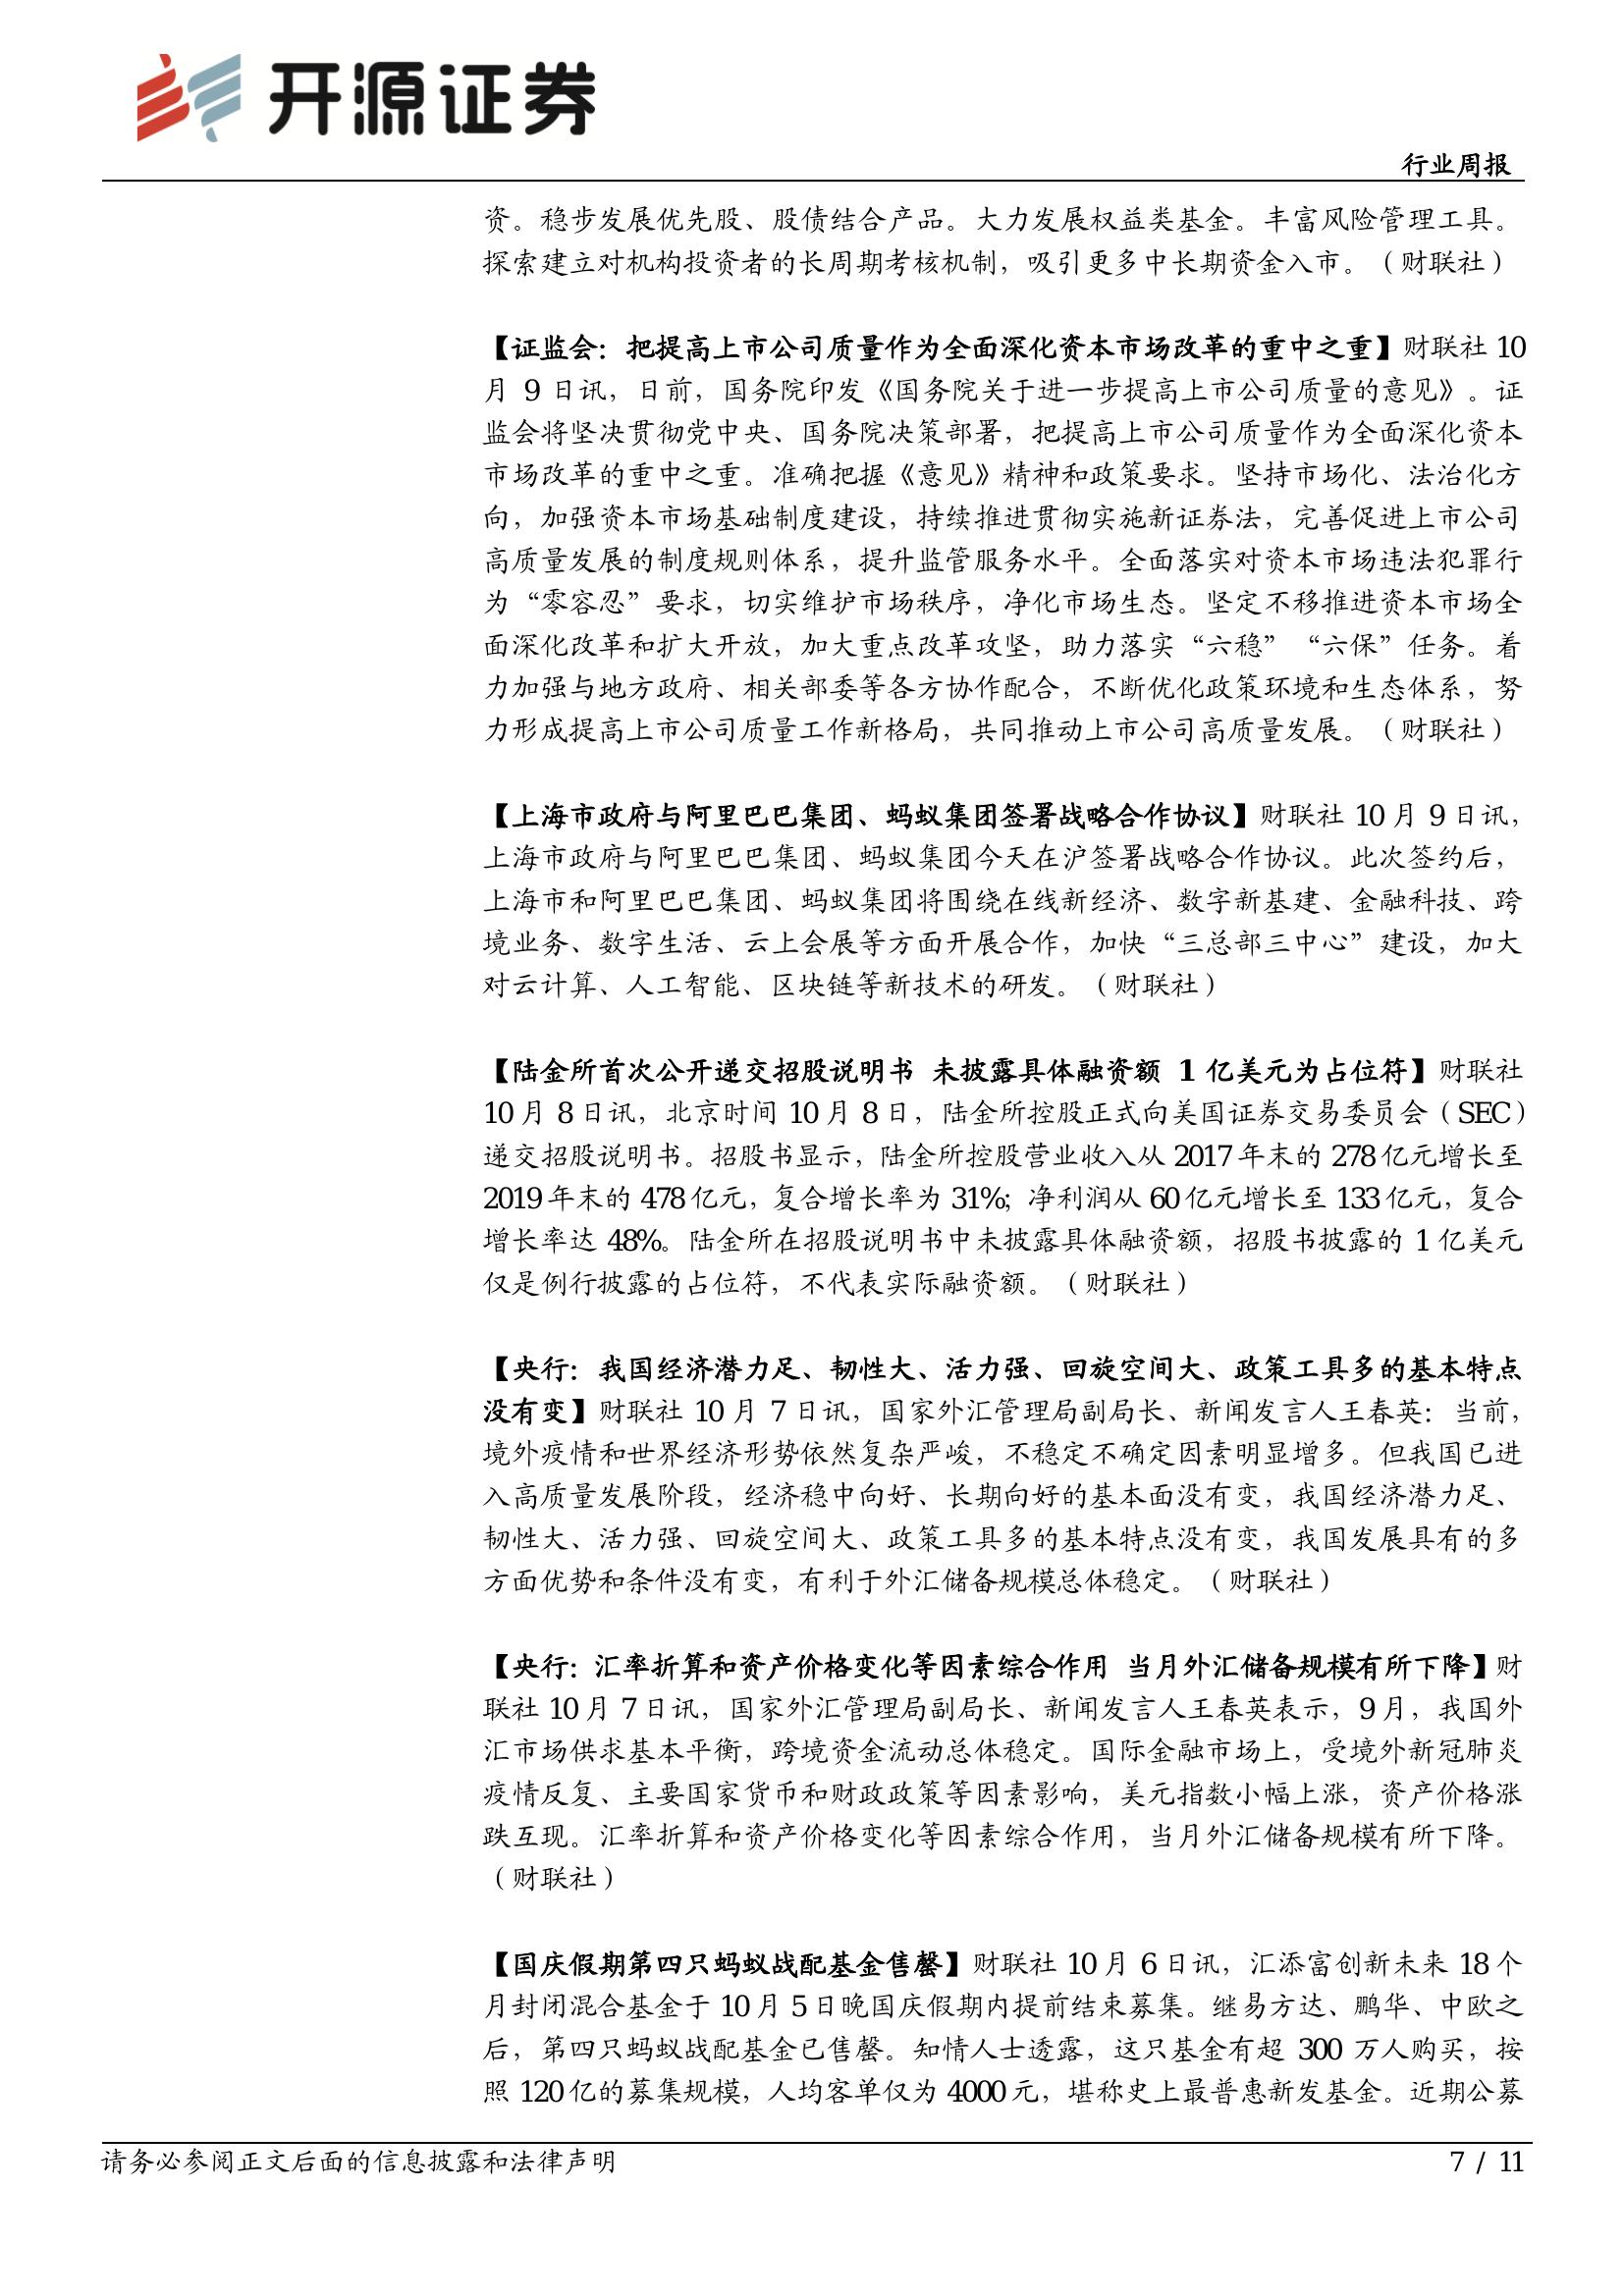 开源证券
行业周报
资。稳步发展优先股、股债结合产品。大力发展权益类基金。丰富风险管理工具。
探索建立对机构投资者的长周期考核机制，吸引更多中长期资金入市。（财联社）
【证监会：把提高上市公司质量作为全面深化资本市场改革的重中之重】财联社 10
月 9 日讯，日前，国务院印发《国务院关于进一步提高上市公司质量的意见》。证
监会将坚决贯彻党中央、国务院决策部署，把提高上市公司质量作为全面深化资本
市场改革的重中之重。准确把握《意见》精神和政策要求。坚持市场化、法治化方
向，加强资本市场基础制度建设，持续推进贯彻实施新证券法，完善促进上市公司
高质量发展的制度规则体系，提升监管服务水平。全面落实对资本市场违法犯罪行
为“零容忍”要求，切实维护市场秩序，净化市场生态。坚定不移推进资本市场全
面深化改革和扩大开放，加大重点改革攻坚，助力落实“六稳”“六保”任务。着
力加强与地方政府、相关部委等各方协作配合，不断优化政策环境和生态体系，努
力形成提高上市公司质量工作新格局，共同推动上市公司高质量发展。（财联社）
【上海市政府与阿里巴巴集团、蚂蚁集团签署战略合作协议】财联社 10 月 9 日讯，
上海市政府与阿里巴巴集团、蚂蚁集团今天在沪签署战略合作协议。此次签约后，
上海市和阿里巴巴集团、蚂蚁集团将围绕在线新经济、数字新基建、金融科技、跨
境业务、数字生活、云上会展等方面开展合作，加快“三总部三中心”建设，加大
对云计算、人工智能、区块链等新技术的研发。（财联社）
【陆金所首次公开递交招股说明书 未披露具体融资额 1 亿美元为占位符】财联社
10 月 8 日讯，北京时间 10 月 8 日，陆金所控股正式向美国证券交易委员会（SEC）
递交招股说明书。招股书显示，陆金所控股营业收入从 2017 年末的 278 亿元增长至
2019 年末的 478 亿元，复合增长率为 31%；净利润从 60 亿元增长至 133 亿元，复合
增长率达 48%。陆金所在招股说明书中未披露具体融资额，招股书披露的 1 亿美元
仅是例行披露的占位符，不代表实际融资额。（财联社）
【央行：我国经济潜力足、韧性大、活力强、回旋空间大、政策工具多的基本特点
没有变】财联社 10 月 7 日讯，国家外汇管理局副局长、新闻发言人王春英：当前，
境外疫情和世界经济形势依然复杂严峻，不稳定不确定因素明显增多。但我国已进
入高质量发展阶段，经济稳中向好、长期向好的基本面没有变，我国经济潜力足、
韧性大、活力强、回旋空间大、政策工具多的基本特点没有变，我国发展具有的多
方面优势和条件没有变，有利于外汇储备规模总体稳定。（财联社）
【央行：汇率折算和资产价格变化等因素综合作用 当月外汇储备规模有所下降】财
联社 10 月 7 日讯，国家外汇管理局副局长、新闻发言人王春英表示，9 月，我国外
汇市场供求基本平衡，跨境资金流动总体稳定。国际金融市场上，受境外新冠肺炎
疫情反复、主要国家货币和财政政策等因素影响，美元指数小幅上涨，资产价格涨
跌互现。汇率折算和资产价格变化等因素综合作用，当月外汇储备规模有所下降。
（财联社）
【国庆假期第四只蚂蚁战配基金售罄】财联社 10 月 6 日讯，汇添富创新未来 18 个
月封闭混合基金于 10 月 5 日晚国庆假期内提前结束募集。继易方达、鹏华、中欧之
后，第四只蚂蚁战配基金已售罄。知情人士透露，这只基金有超 300 万人购买，按
照 120 亿的募集规模，人均客单仅为 4000 元，堪称史上最普惠新发基金。近期公募
请务必参阅正文后面的信息披露和法律声明
7 / 11